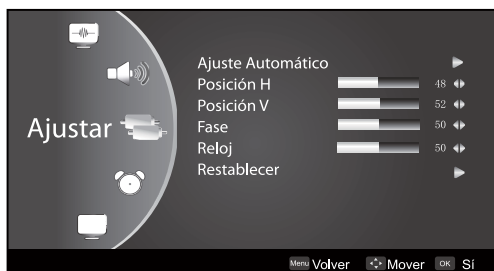 Ajustar
Ajuste Automático
Posición H 48
Posición V 52
Fase 50
Reloj 50
Restablecer
Menu Volver Mover OK Sí